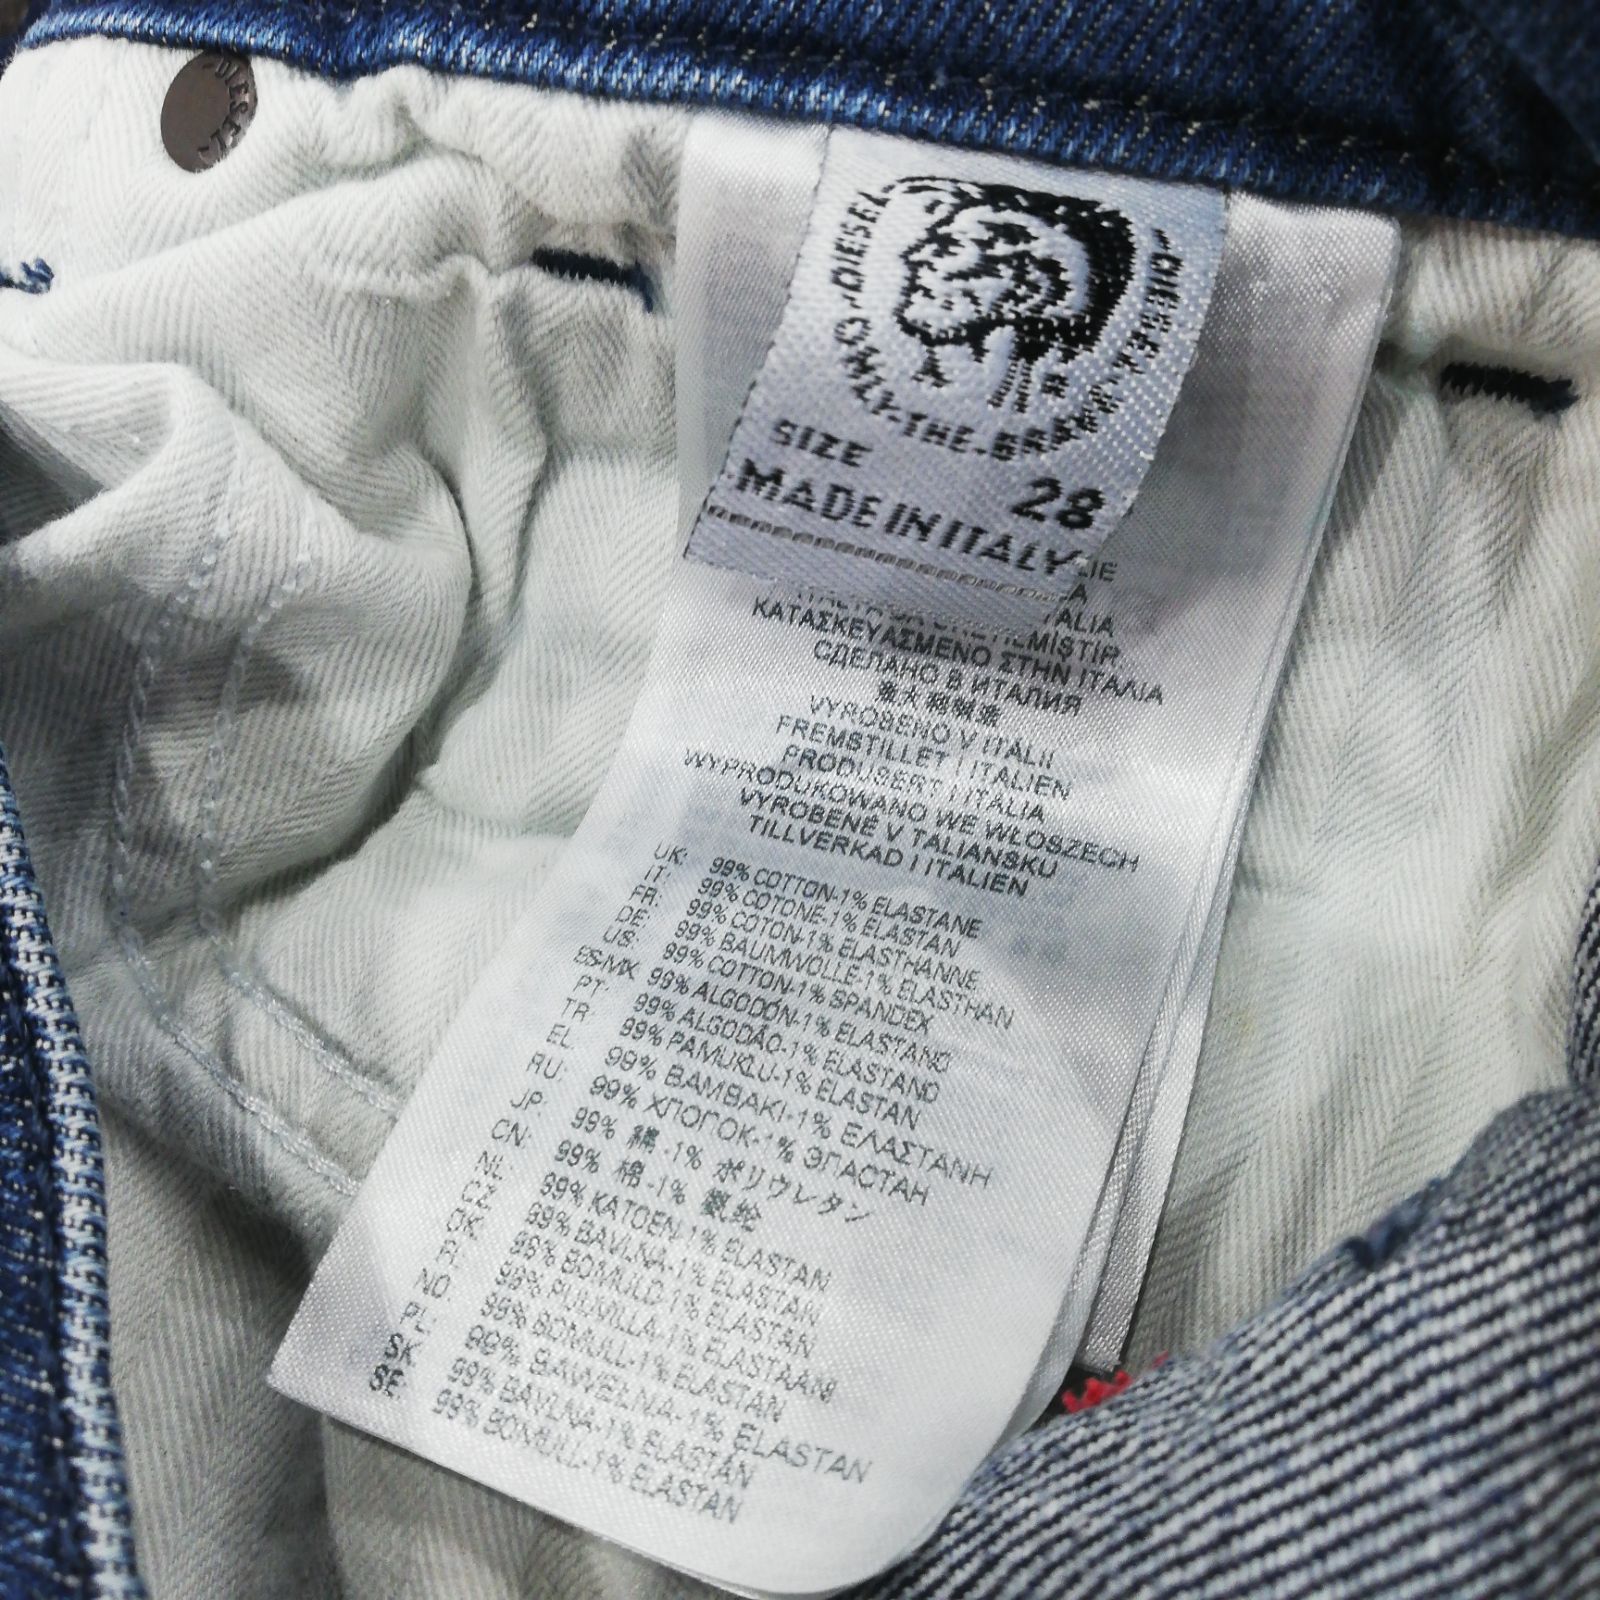 DIESEL
DIESEL
DIESEL
ONLY-THE-BRAVE
SIZE 28
MADE IN ITALY
LIE
ALIA
ΚΑΤΑΣΚΕΥΑΣΜΕΝΟ ΣΤΗΝ ΙΤΑΛΙΑ
СДЕЛАНО В ИТАЛИЯ
VYROBENO V ITÁLII
FREMSTILLET I ITALIEN
PRODUSERT I ITALIA
WYPRODUKOWANO WE WŁOSZECH
VYROBENÉ V TALIANSKU
TILLVERKAD I ITALIEN
UK: 99% COTTON-1% ELASTANE
IT: 99% COTONE-1% ELASTAN
FR: 99% COTON-1% ELASTHANNE
DE: 99% BAUMWOLLE-1% ELASTHAN
US: 99% COTTON-1% SPANDEX
ES-MX 99% ALGODÓN-1% ELASTANO
PT: 99% ALGODÃO-1% ELASTANO
TR: 99% PAMUKLU-1% ELASTAN
EL 99% ΒΑΜΒΑΚΙ-1% ΕΛΑΣΤΑΝΗ
RU: 99% ХЛОПОК-1% ЭЛАСТАН
JP: 99% 綿-1% ポリウレタン
CN: 99% 棉-1% 氨纶
NL: 99% KATOEN-1% ELASTAN
CZ: 99% BAVLNA-1% ELASTAN
DK: 99% BOMULD-1% ELASTAN
FI: 99% PUUVILLA-1% ELASTAANI
NO: 99% BOMULL-1% ELASTAN
PL: 99% BAWEŁNA-1% ELASTAN
SK: 99% BAVLNA-1% ELASTAN
SE: 99% BOMULL-1% ELASTAN